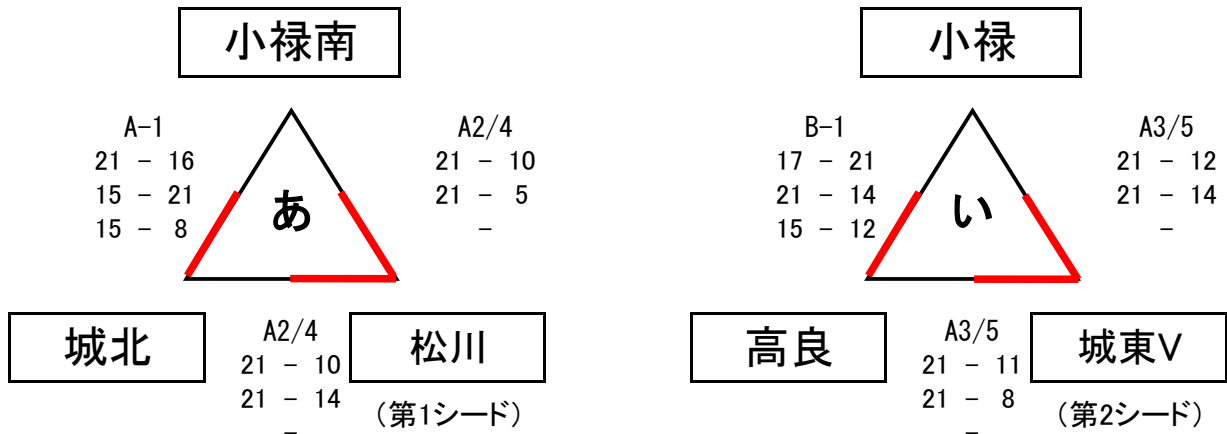 小禄南
A-1
21 - 16
15 - 21
15 - 8
あ
A2/4
21 - 10
21 - 5
-
城北
A2/4
21 - 10
21 - 14
-
松川
(第1シード)
小禄
B-1
17 - 21
21 - 14
15 - 12
い
A3/5
21 - 12
21 - 14
-
高良
A3/5
21 - 11
21 - 8
-
城東V
(第2シード)